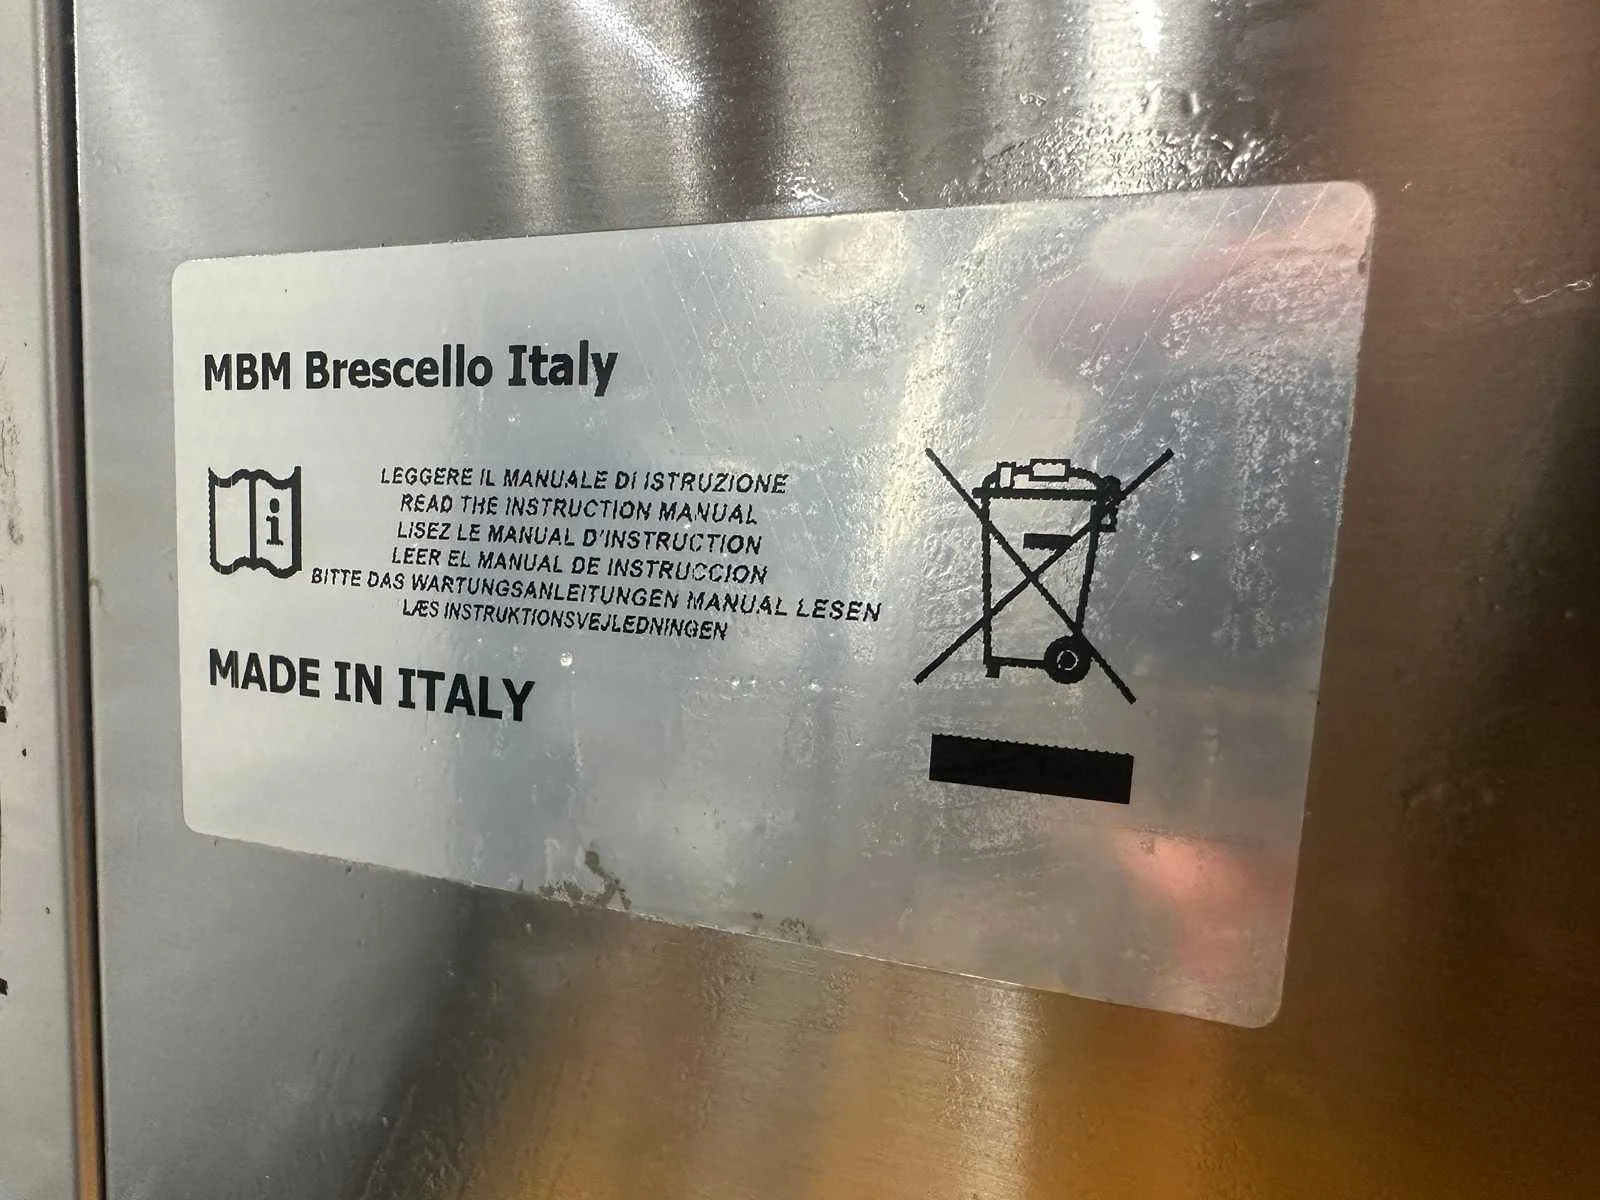 MBM Brescello Italy
LEGGERE IL MANUALE DI ISTRUZIONE
READ THE INSTRUCTION MANUAL
LISEZ LE MANUAL D'INSTRUCTION
LEER EL MANUAL DE INSTRUCCION
BITTE DAS WARTUNGSANLEITUNGEN MANUAL LESEN
LÆS INSTRUKTIONSVEJLEDNINGEN
MADE IN ITALY